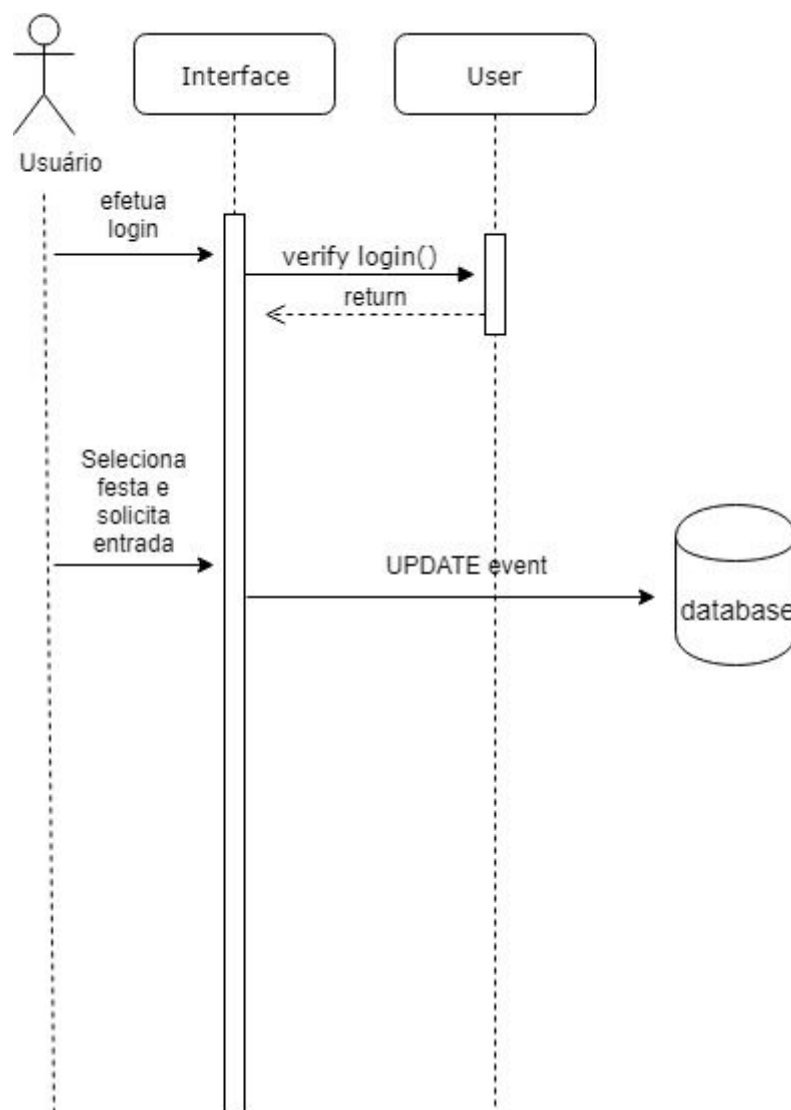 Interface
User
Usuário
efetua
login
verify login()
return
Seleciona
festa e
solicita
entrada
UPDATE event
database